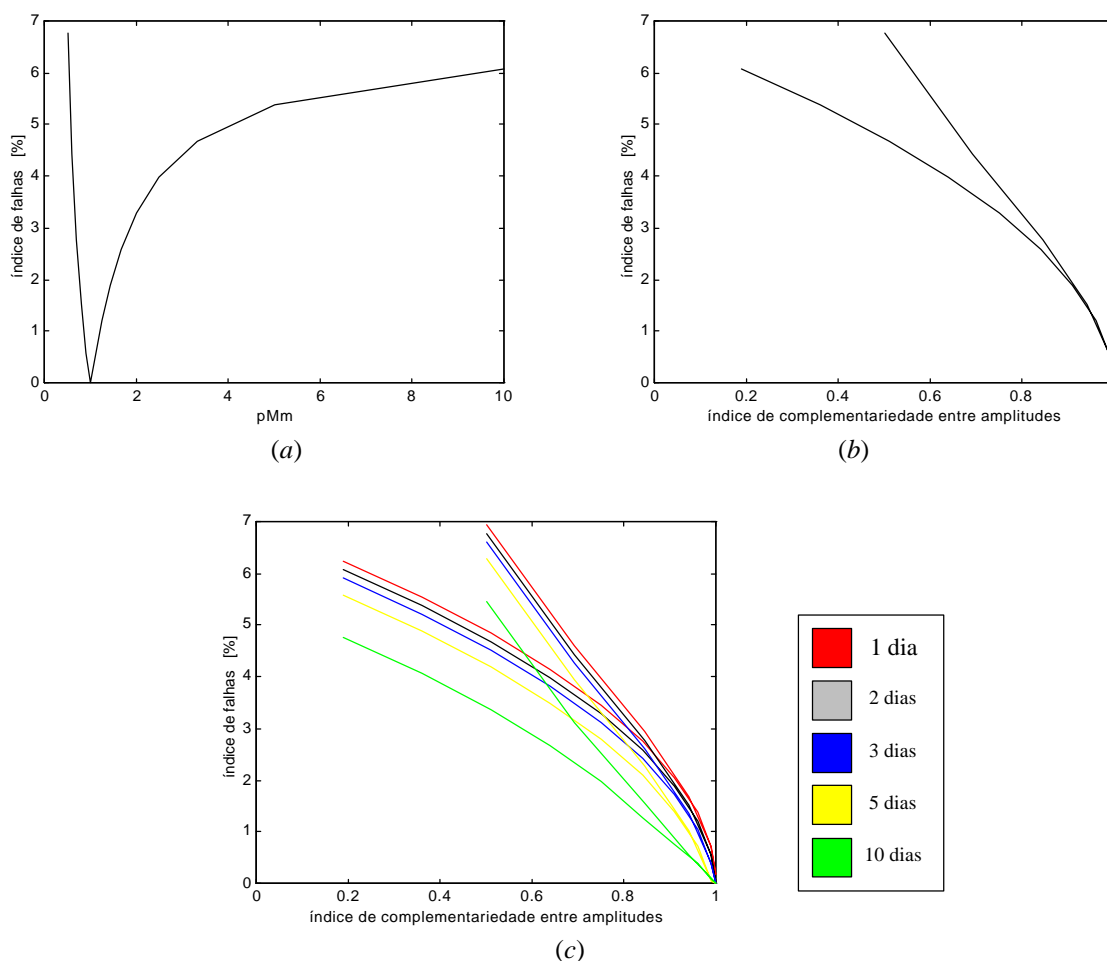 7
6
5
4
3
2
1
0
índice de falhas [%]
0 2 4 6 8 10
pMm
(a)
7
6
5
4
3
2
1
0
índice de falhas [%]
0 0.2 0.4 0.6 0.8
índice de complementariedade entre amplitudes
(b)
7
6
5
4
3
2
1
0
índice de falhas [%]
0 0.2 0.4 0.6 0.8 1
índice de complementariedade entre amplitudes
(c)
1 dia
2 dias
3 dias
5 dias
10 dias